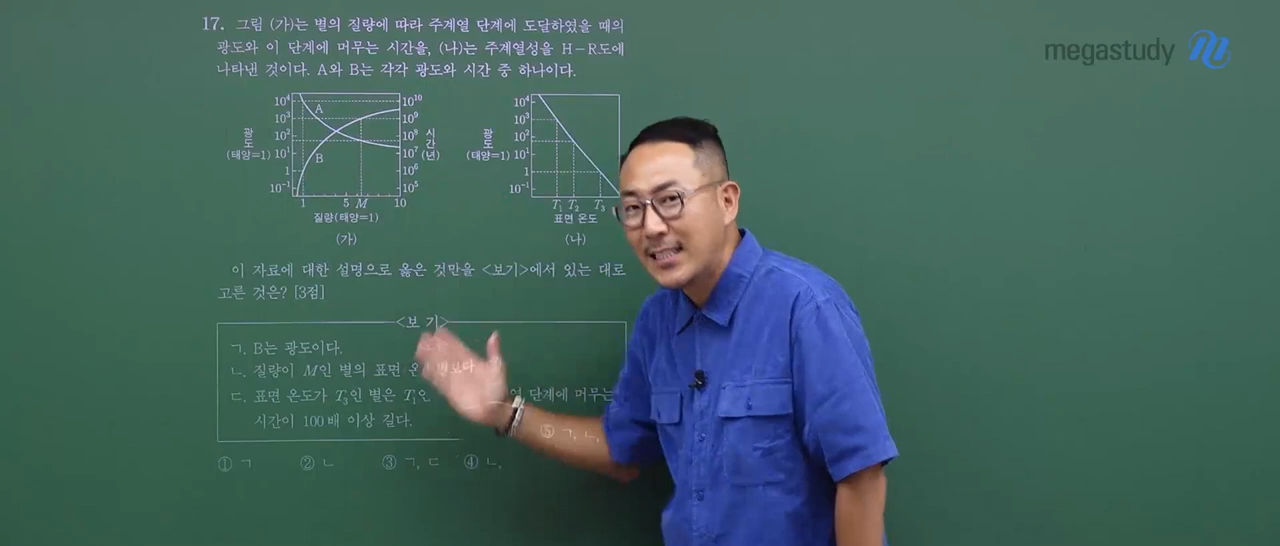 megastudy
17. 그림 (가)는 별의 질량에 따라 주계열 단계에 도달하였을 때의
광도와 이 단계에 머무는 시간을, (나)는 주계열성을 H-R도에
나타낸 것이다. A와 B는 각각 광도와 시간 중 하나이다.
광도 (태양=1)
10⁴
10³
10²
10¹
1
10⁻¹
A
B
10¹⁰
10⁹
10⁸
10⁷
10⁶
10⁵
시간 (년)
1 5 M 10
질량(태양=1)
(가)
광도 (태양=1)
10⁴
10³
10²
10¹
1
10⁻¹
T₁ T₂ T₃
표면 온도
(나)
이 자료에 대한 설명으로 옳은 것만을 <보기>에서 있는 대로
고른 것은? [3점]
<보 기>
ㄱ. B는 광도이다.
ㄴ. 질량이 M인 별의 표면
ㄷ. 표면 온도가 T₃인 별은 T₁인 단계에 머무는
시간이 100배 이상 길다.
① ㄱ ② ㄴ ③ ㄱ, ㄷ ④ ㄴ, ⑤ ㄱ, ㄴ,